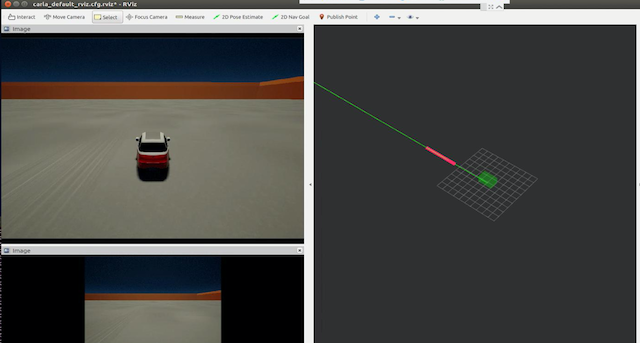 carla_default_rviz.cfg.rviz* - RViz
Interact Move Camera Select Focus Camera Measure 2D Pose Estimate 2D Nav Goal Publish Point
Image
Image